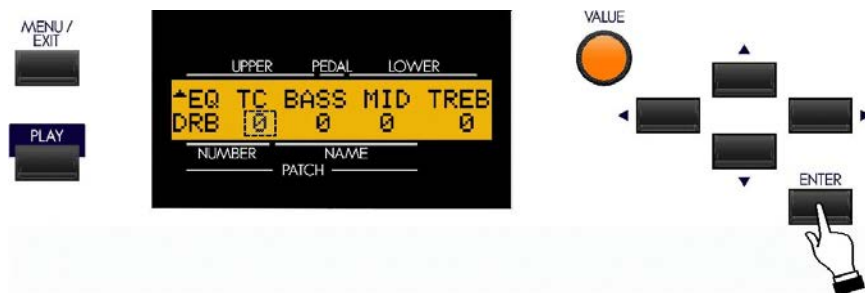 MENU /
EXIT
PLAY
UPPER PEDAL LOWER
EQ TC BASS MID TREB
DRB 0 0 0 0
NUMBER NAME
PATCH
VALUE
ENTER